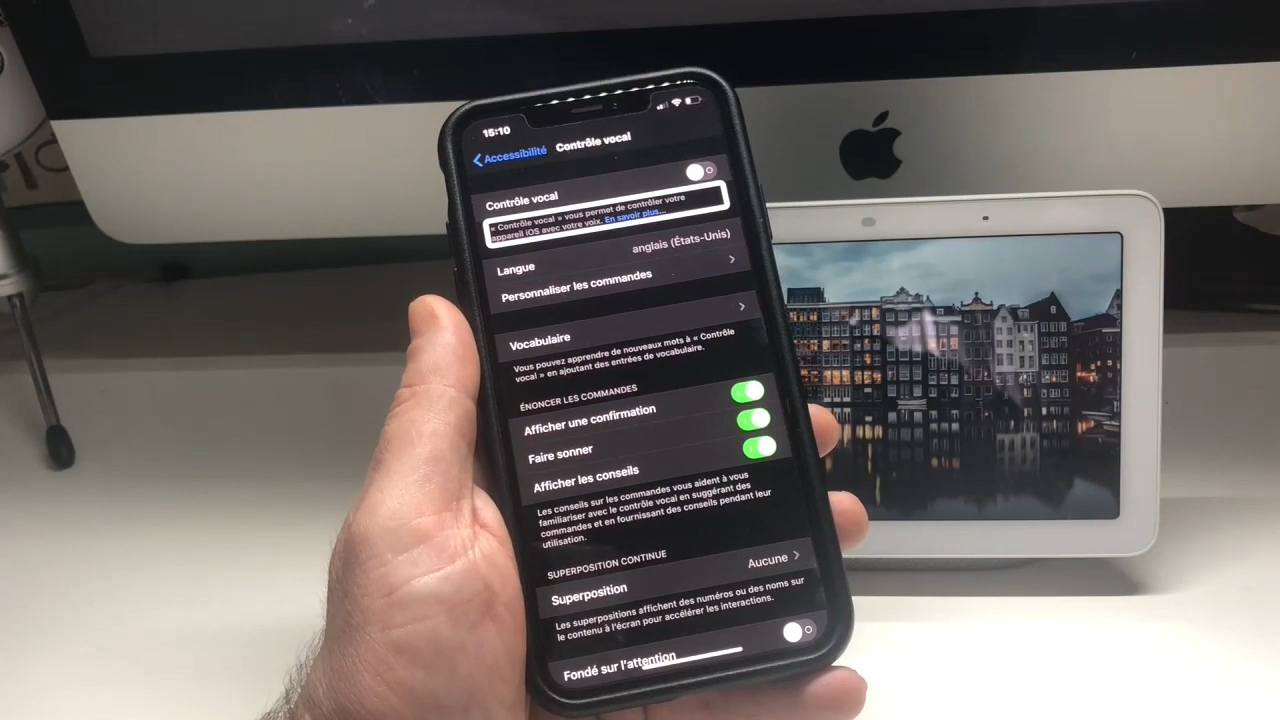 15:10
Accessibilité Contrôle vocal
Contrôle vocal
« Contrôle vocal » vous permet de contrôler votre
appareil iOS avec votre voix. En savoir plus...
Langue anglais (États-Unis)
Personnaliser les commandes
Vocabulaire
Vous pouvez apprendre de nouveaux mots à « Contrôle
vocal » en ajoutant des entrées de vocabulaire.
ÉNONCER LES COMMANDES
Afficher une confirmation
Faire sonner
Afficher les conseils
Les conseils sur les commandes vous aident à vous
familiariser avec le contrôle vocal en suggérant des
commandes et en fournissant des conseils pendant leur
utilisation.
SUPERPOSITION CONTINUE
Superposition Aucune
Les superpositions affichent des numéros ou des noms sur
le contenu à l'écran pour accélérer les interactions.
Fondé sur l'attention